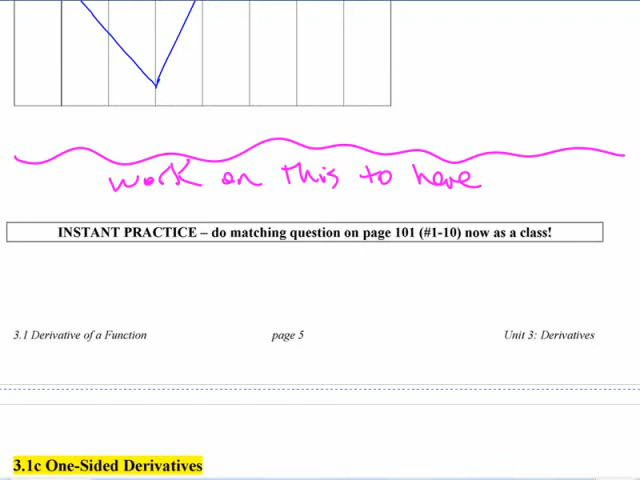 work on this to have
INSTANT PRACTICE – do matching question on page 101 (#1-10) now as a class!
3.1 Derivative of a Function page 5 Unit 3: Derivatives
3.1c One-Sided Derivatives